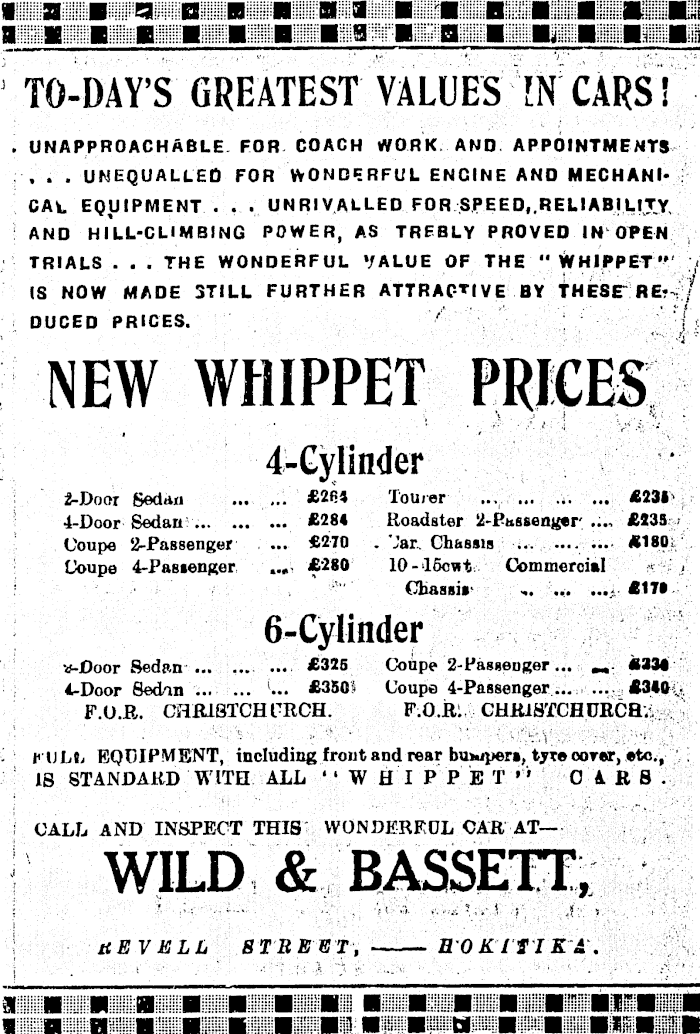 TO-DAY'S GREATEST VALUES IN CARS!
UNAPPROACHABLE FOR COACH WORK AND APPOINTMENTS
. . . UNEQUALLED FOR WONDERFUL ENGINE AND MECHANI-
CAL EQUIPMENT . . . UNRIVALLED FOR SPEED, RELIABILITY
AND HILL-CLIMBING POWER, AS TREBLY PROVED IN OPEN
TRIALS . . . THE WONDERFUL VALUE OF THE "WHIPPET"
IS NOW MADE STILL FURTHER ATTRACTIVE BY THESE RE-
DUCED PRICES.
NEW WHIPPET PRICES
4-Cylinder
2-Door Sedan ... ... £264
4-Door Sedan ... ... ... £284
Coupe 2-Passenger ... £270
Coupe 4-Passenger ... £280
Tourer ... ... ... ... £235
Roadster 2-Passenger .... £235
Car Chassis ... .... ... £180
10-15cwt Commercial
Chassis ... ... ... £170
6-Cylinder
2-Door Sedan ... ... ... £325
4-Door Sedan ... ... ... £350
F.O.R. CHRISTCHURCH.
Coupe 2-Passenger ... ... £330
Coupe 4-Passenger ... ... £340
F.O.R. CHRISTCHURCH.
FULL EQUIPMENT, including front and rear bumpers, tyre cover, etc.,
IS STANDARD WITH ALL "WHIPPET" CARS.
CALL AND INSPECT THIS WONDERFUL CAR AT—
WILD & BASSETT,
REVELL STREET, —— HOKITIKA.